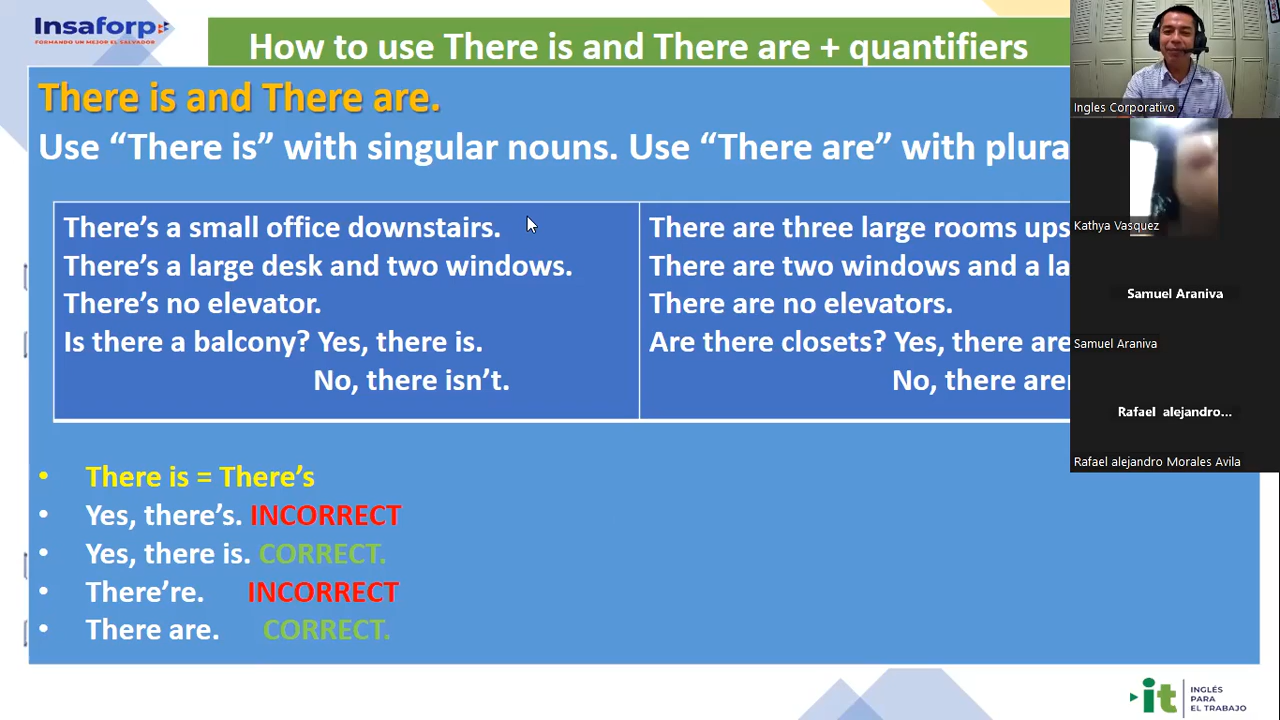 Insaforp
FORMANDO UN MEJOR EL SALVADOR
How to use There is and There are + quantifiers
There is and There are.
Use “There is” with singular nouns. Use “There are” with plura
There’s a small office downstairs.
There’s a large desk and two windows.
There’s no elevator.
Is there a balcony? Yes, there is.
No, there isn’t.
There are three large rooms ups
There are two windows and a la
There are no elevators.
Are there closets? Yes, there are
No, there aren
• There is = There’s
• Yes, there’s. INCORRECT
• Yes, there is. CORRECT.
• There’re. INCORRECT
• There are. CORRECT.
Ingles Corporativo
Kathya Vasquez
Samuel Araniva
Samuel Araniva
Rafael alejandro...
Rafael alejandro Morales Avila
it
INGLÉS
PARA
EL TRABAJO